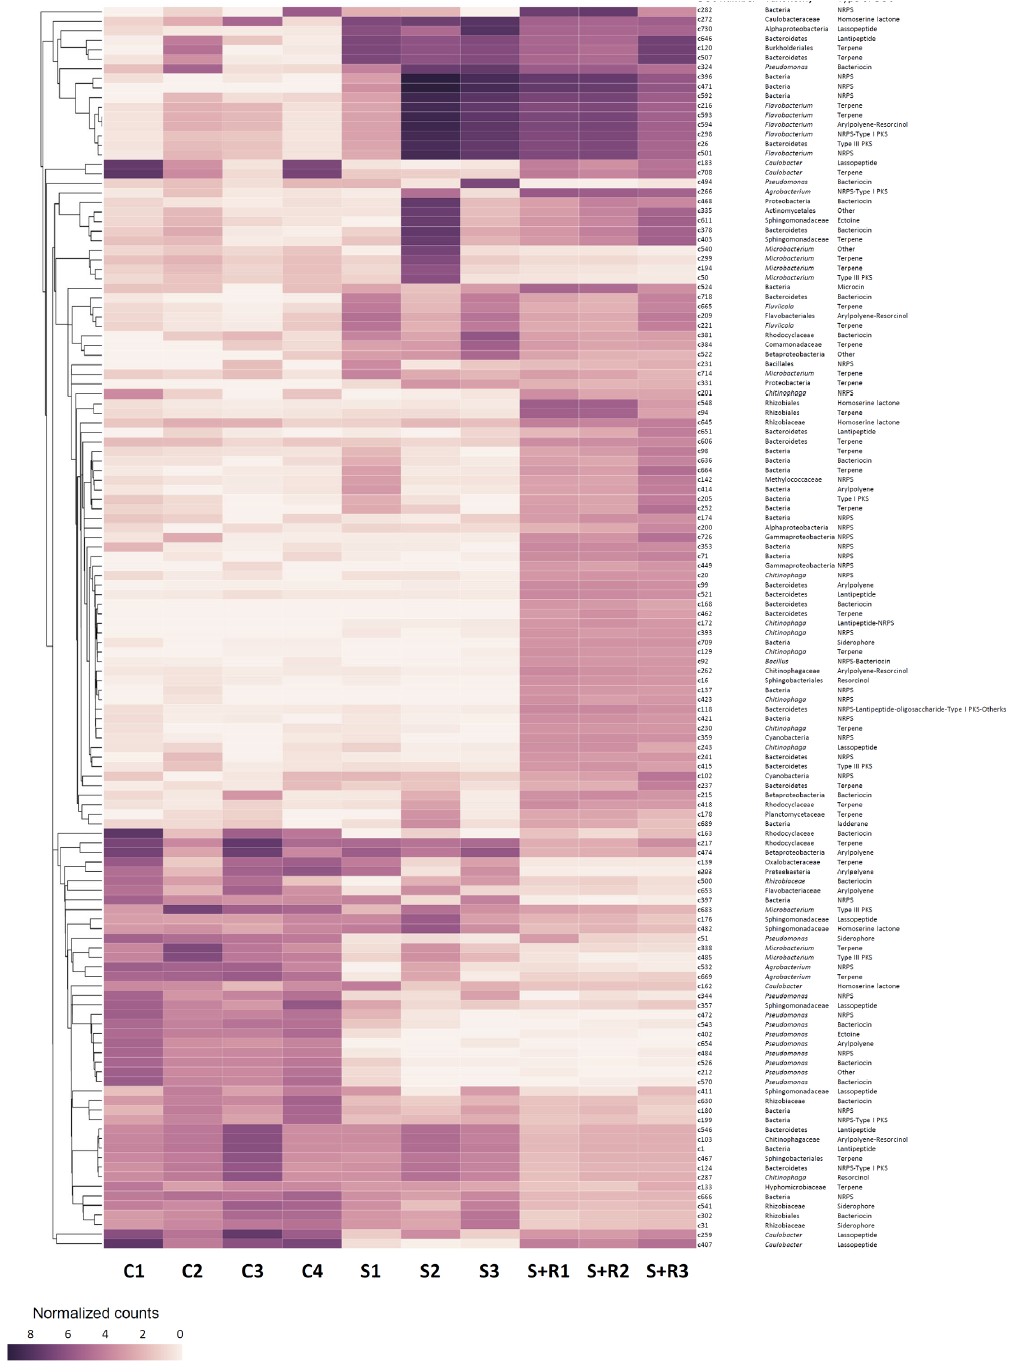 c282 Bacteria NRPS
c272 Caulobacteraceae Homoserine lactone
c730 Alphaproteobacteria Lassopeptide
c646 Bacteroidetes Lantipeptide
c120 Burkholderiales Terpene
c507 Bacteroidetes Terpene
c324 Pseudomonas Bacteriocin
c396 Bacteria NRPS
c471 Bacteria NRPS
c592 Bacteria NRPS
c216 Flavobacterium Terpene
c593 Flavobacterium Terpene
c594 Flavobacterium Arylpolyene-Resorcinol
c298 Flavobacterium NRPS-Type I PKS
c26 Bacteroidetes Type III PKS
c501 Flavobacterium NRPS
c183 Caulobacter Lassopeptide
c708 Caulobacter Terpene
c494 Pseudomonas Bacteriocin
c266 Agrobacterium NRPS-Type I PKS
c468 Proteobacteria Bacteriocin
c335 Actinomycetales Other
c611 Sphingomonadaceae Ectoine
c378 Bacteroidetes Bacteriocin
c405 Sphingomonadaceae Terpene
c540 Microbacterium Other
c299 Microbacterium Terpene
c194 Microbacterium Terpene
c50 Microbacterium Type III PKS
c524 Bacteria Microcin
c718 Bacteroidetes Bacteriocin
c665 Fluviicola Terpene
c209 Flavobacteriales Arylpolyene-Resorcinol
c221 Fluviicola Terpene
c381 Rhodocyclaceae Bacteriocin
c384 Comamonadaceae Terpene
c522 Betaproteobacteria Other
c231 Bacillales NRPS
c714 Microbacterium Terpene
c331 Proteobacteria Terpene
c201 Chitinophaga NRPS
c548 Rhizobiales Homoserine lactone
c94 Rhizobiales Terpene
c645 Rhizobiaceae Homoserine lactone
c651 Bacteroidetes Lantipeptide
c606 Bacteroidetes Terpene
c98 Bacteria Terpene
c636 Bacteria Bacteriocin
c664 Bacteria Terpene
c142 Methylococcaceae NRPS
c414 Bacteria Arylpolyene
c205 Bacteria Type I PKS
c252 Bacteria Terpene
c174 Bacteria NRPS
c200 Alphaproteobacteria NRPS
c726 Gammaproteobacteria NRPS
c353 Bacteria NRPS
c71 Bacteria NRPS
c449 Gammaproteobacteria NRPS
c20 Chitinophaga NRPS
c99 Bacteroidetes Arylpolyene
c521 Bacteroidetes Lantipeptide
c168 Bacteroidetes Bacteriocin
c462 Bacteroidetes Terpene
c172 Chitinophaga Lantipeptide-NRPS
c393 Chitinophaga NRPS
c709 Bacteria Siderophore
c129 Chitinophaga Terpene
c92 Bacillus NRPS-Bacteriocin
c262 Chitinophagaceae Arylpolyene-Resorcinol
c16 Sphingobacteriales Resorcinol
c137 Bacteria NRPS
c423 Chitinophaga NRPS
c118 Bacteroidetes NRPS-Lantipeptide-oligosaccharide-Type I PKS-Otherks
c421 Bacteria NRPS
c230 Chitinophaga Terpene
c359 Cyanobacteria NRPS
c243 Chitinophaga Lassopeptide
c241 Bacteroidetes NRPS
c415 Bacteroidetes Type III PKS
c102 Cyanobacteria NRPS
c237 Bacteroidetes Terpene
c215 Betaproteobacteria Bacteriocin
c418 Rhodocyclaceae Terpene
c178 Planctomycetaceae Terpene
c689 Bacteria ladderane
c163 Rhodocyclaceae Bacteriocin
c217 Rhodocyclaceae Terpene
c474 Betaproteobacteria Arylpolyene
c139 Oxalobacteraceae Terpene
Arylpolyene
c500 Rhizobiaceae Bacteriocin
c653 Flavobacteriaceae Arylpolyene
c397 Bacteria NRPS
c683 Microbacterium Type III PKS
c176 Sphingomonadaceae Lassopeptide
c482 Sphingomonadaceae Homoserine lactone
c51 Pseudomonas Siderophore
c338 Microbacterium Terpene
c485 Microbacterium Type III PKS
c532 Agrobacterium NRPS
c669 Agrobacterium Terpene
c162 Caulobacter Homoserine lactone
c344 Pseudomonas NRPS
c357 Sphingomonadaceae Lassopeptide
c472 Pseudomonas NRPS
c543 Pseudomonas Bacteriocin
c402 Pseudomonas Ectoine
c654 Pseudomonas Arylpolyene
c484 Pseudomonas NRPS
c526 Pseudomonas Bacteriocin
c212 Pseudomonas Other
c570 Pseudomonas Bacteriocin
c411 Sphingomonadaceae Lassopeptide
c630 Rhizobiaceae Bacteriocin
c180 Bacteria NRPS
c199 Bacteria NRPS-Type I PKS
c546 Bacteroidetes Lantipeptide
c103 Chitinophagaceae Arylpolyene-Resorcinol
c1 Bacteria Lantipeptide
c467 Sphingobacteriales Terpene
c124 Bacteroidetes NRPS-Type I PKS
c287 Chitinophaga Resorcinol
c133 Hyphomicrobiaceae Terpene
c666 Bacteria NRPS
c541 Rhizobiaceae Siderophore
c302 Rhizobiales Bacteriocin
c31 Rhizobiaceae Siderophore
c259 Caulobacter Lassopeptide
c407 Caulobacter Lassopeptide
C1 C2 C3 C4 S1 S2 S3 S+R1 S+R2 S+R3
Normalized counts
8 6 4 2 0